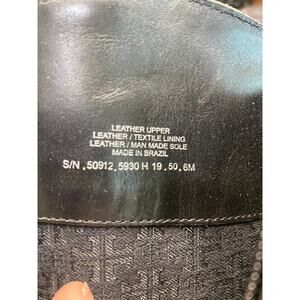 LEATHER UPPER
LEATHER / TEXTILE LINING
LEATHER / MAN MADE SOLE
MADE IN BRAZIL
S/N . 50912 . 5930 H 19 . 50 . 6M